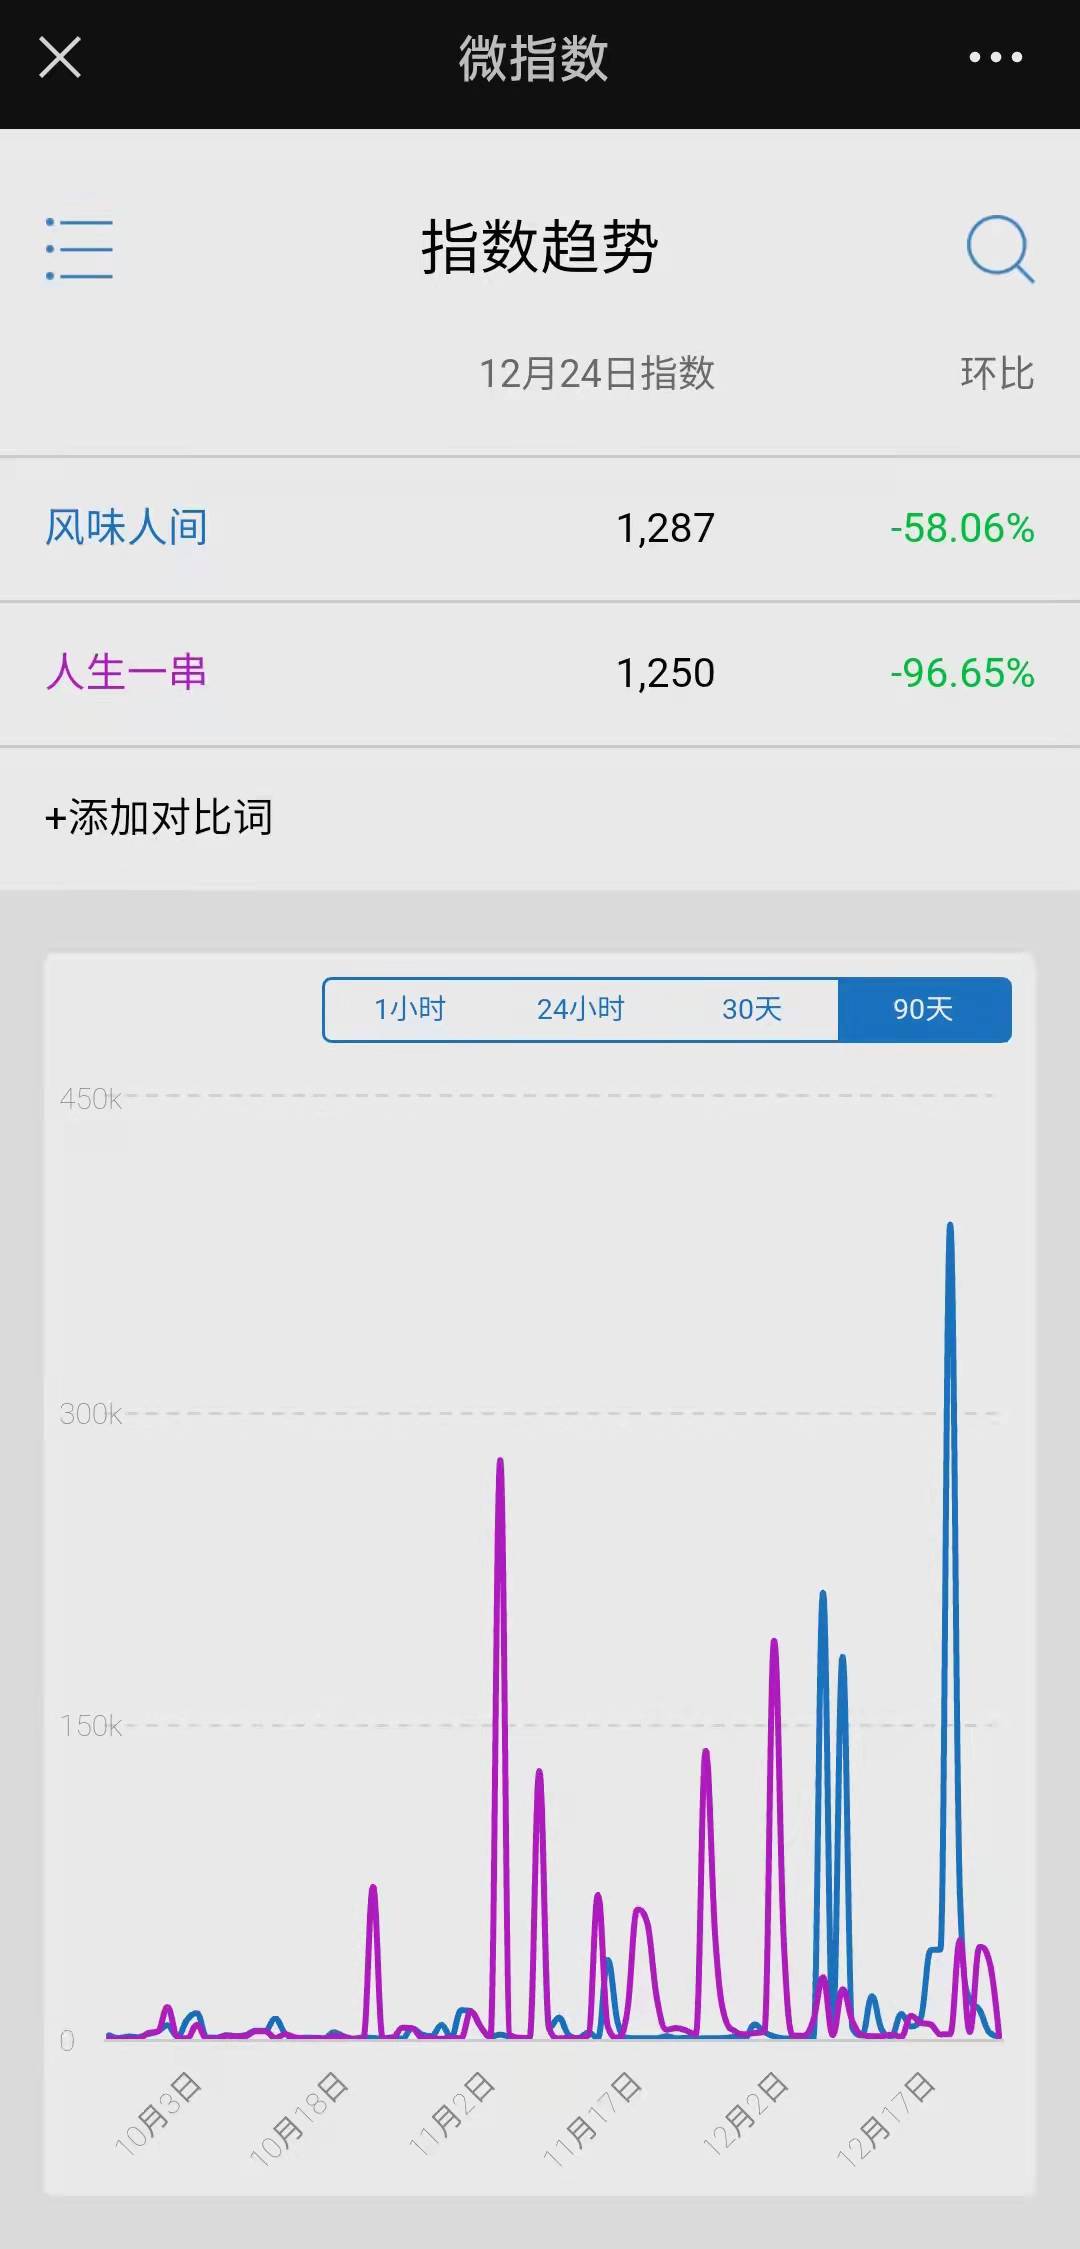 微指数
指数趋势
12月24日指数 环比
风味人间 1,287 -58.06%
人生一串 1,250 -96.65%
+添加对比词
1小时 24小时 30天 90天
450k
300k
150k
0
10月3日 10月18日 11月2日 11月17日 12月2日 12月17日